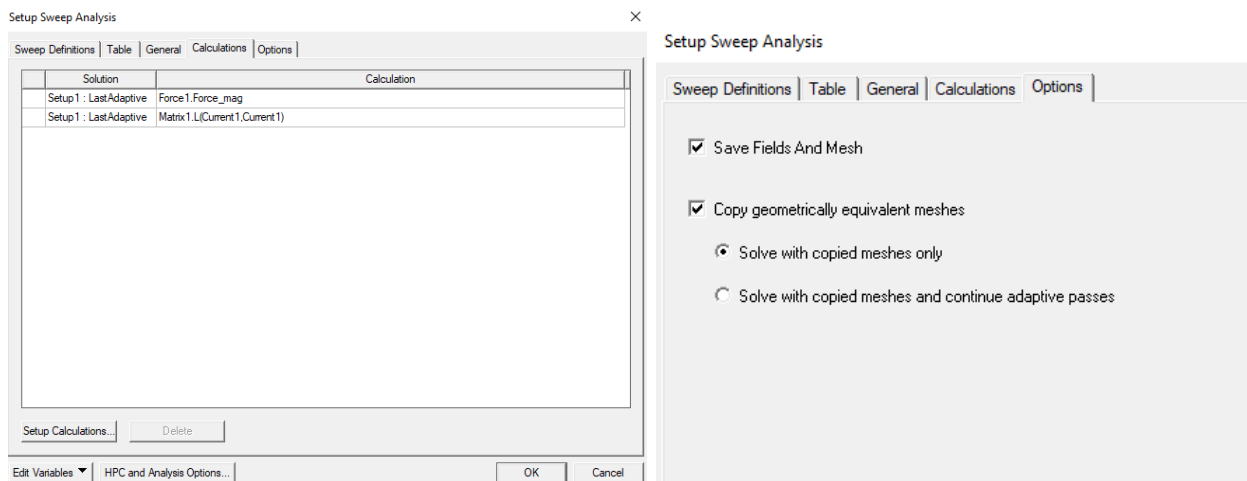 Setup Sweep Analysis
Sweep Definitions Table General Calculations Options
Solution Calculation
Setup1 : LastAdaptive Force1.Force_mag
Setup1 : LastAdaptive Matrix1.L(Current1,Current1)
Setup Calculations... Delete
Edit Variables HPC and Analysis Options... OK Cancel
Setup Sweep Analysis
Sweep Definitions Table General Calculations Options
Save Fields And Mesh
Copy geometrically equivalent meshes
Solve with copied meshes only
Solve with copied meshes and continue adaptive passes